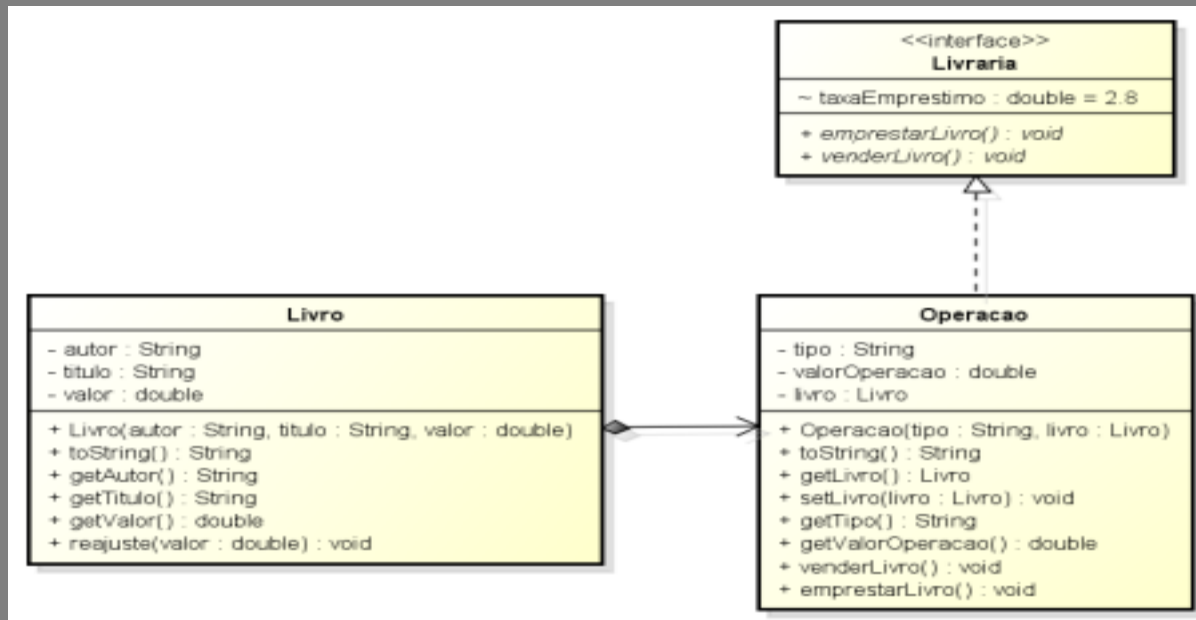 <<interface>>
Livraria
~ taxaEmprestimo : double = 2.8
+ emprestarLivro() : void
+ venderLivro() : void
Livro
- autor : String
- titulo : String
- valor : double
+ Livro(autor : String, titulo : String, valor : double)
+ toString() : String
+ getAutor() : String
+ getTitulo() : String
+ getValor() : double
+ reajuste(valor : double) : void
Operacao
- tipo : String
- valorOperacao : double
- livro : Livro
+ Operacao(tipo : String, livro : Livro)
+ toString() : String
+ getLivro() : Livro
+ setLivro(livro : Livro) : void
+ getTipo() : String
+ getValorOperacao() : double
+ venderLivro() : void
+ emprestarLivro() : void